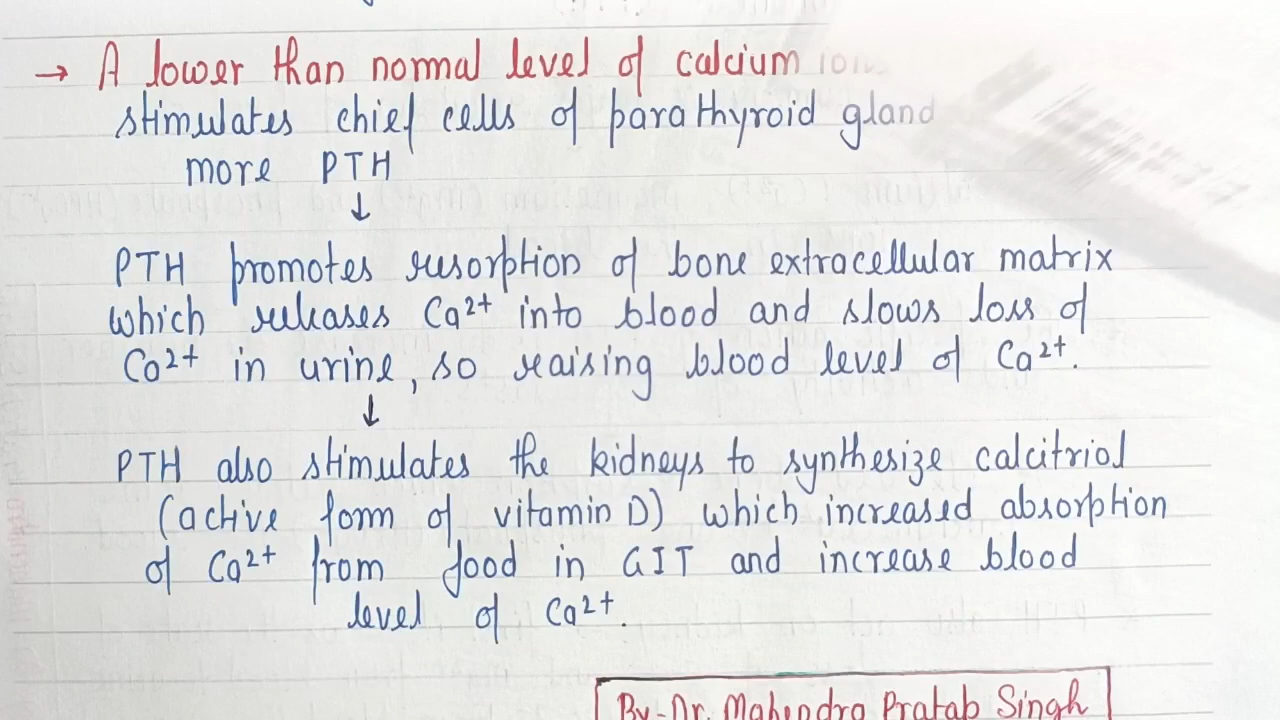 → A lower than normal level of calcium ions
stimulates chief cells of parathyroid gland
more PTH
↓
PTH promotes resorption of bone extracellular matrix
which releases Ca2+ into blood and slows loss of
Ca2+ in urine, so raising blood level of Ca2+.
↓
PTH also stimulates the kidneys to synthesize calcitriol
(active form of vitamin D) which increased absorption
of Ca2+ from food in GIT and increase blood
level of Ca2+.
By-Dr. Mahendra Pratab Singh